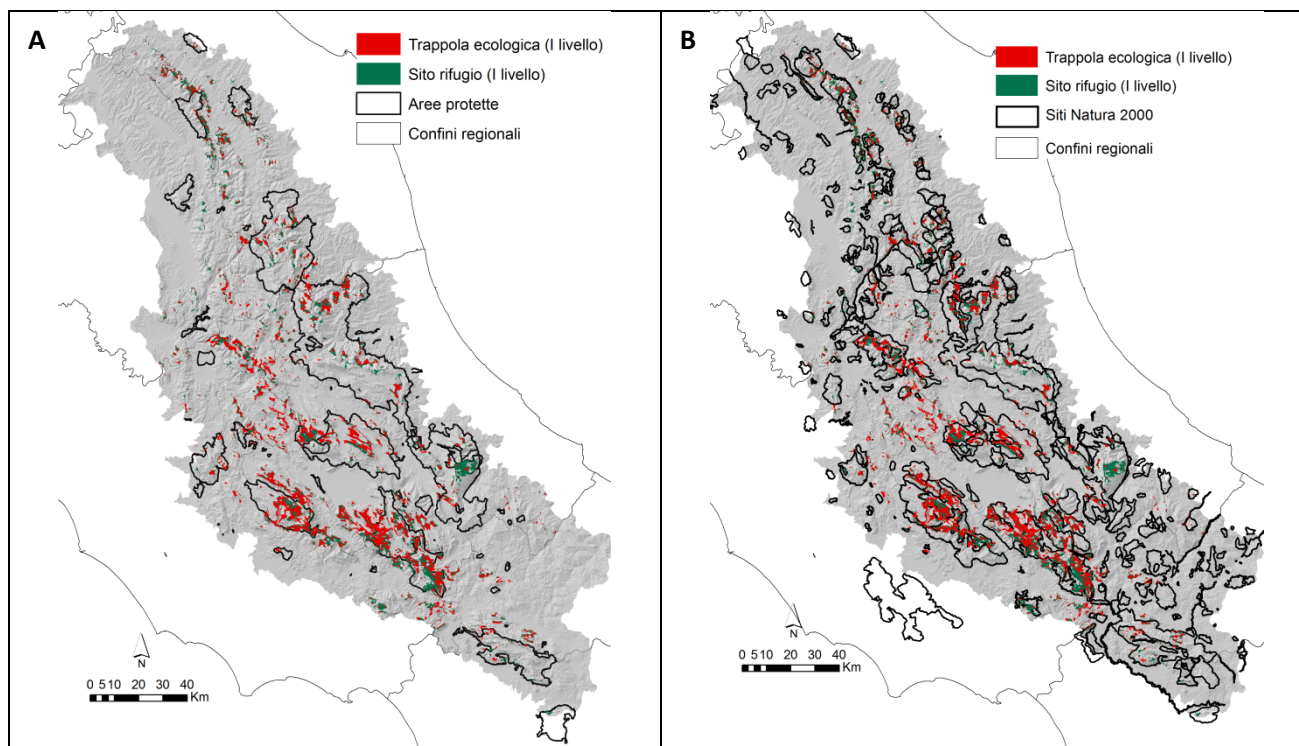 A
Trappola ecologica (I livello)
Sito rifugio (I livello)
Aree protette
Confini regionali
N
0 5 10 20 30 40
Km
B
Trappola ecologica (I livello)
Sito rifugio (I livello)
Siti Natura 2000
Confini regionali
N
0 5 10 20 30 40
Km